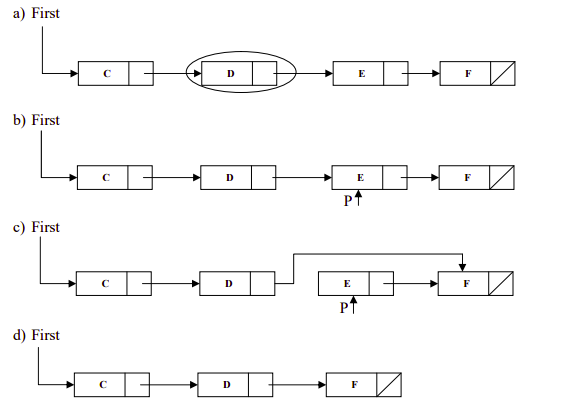 a) First
C D E F
b) First
C D E F
P
c) First
C D E F
P
d) First
C D F